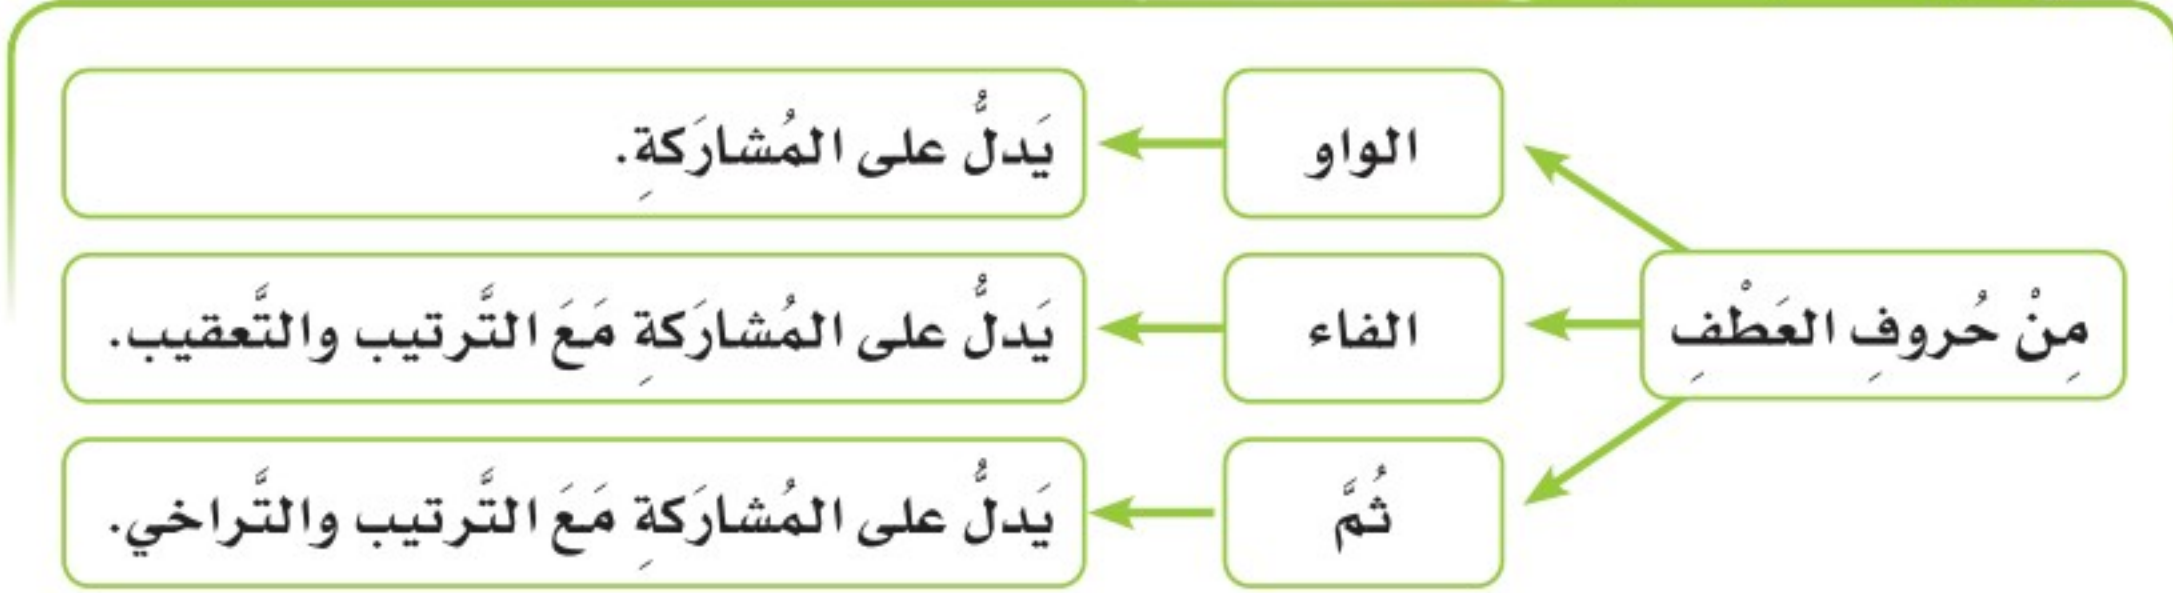 مِنْ حُروفِ العَطْفِ
الواو
يَدلُّ على المُشارَكةِ.
الفاء
يَدلُّ على المُشارَكةِ مَعَ التَّرتيب والتَّعقيب.
ثُمَّ
يَدلُّ على المُشارَكةِ مَعَ التَّرتيب والتَّراخي.